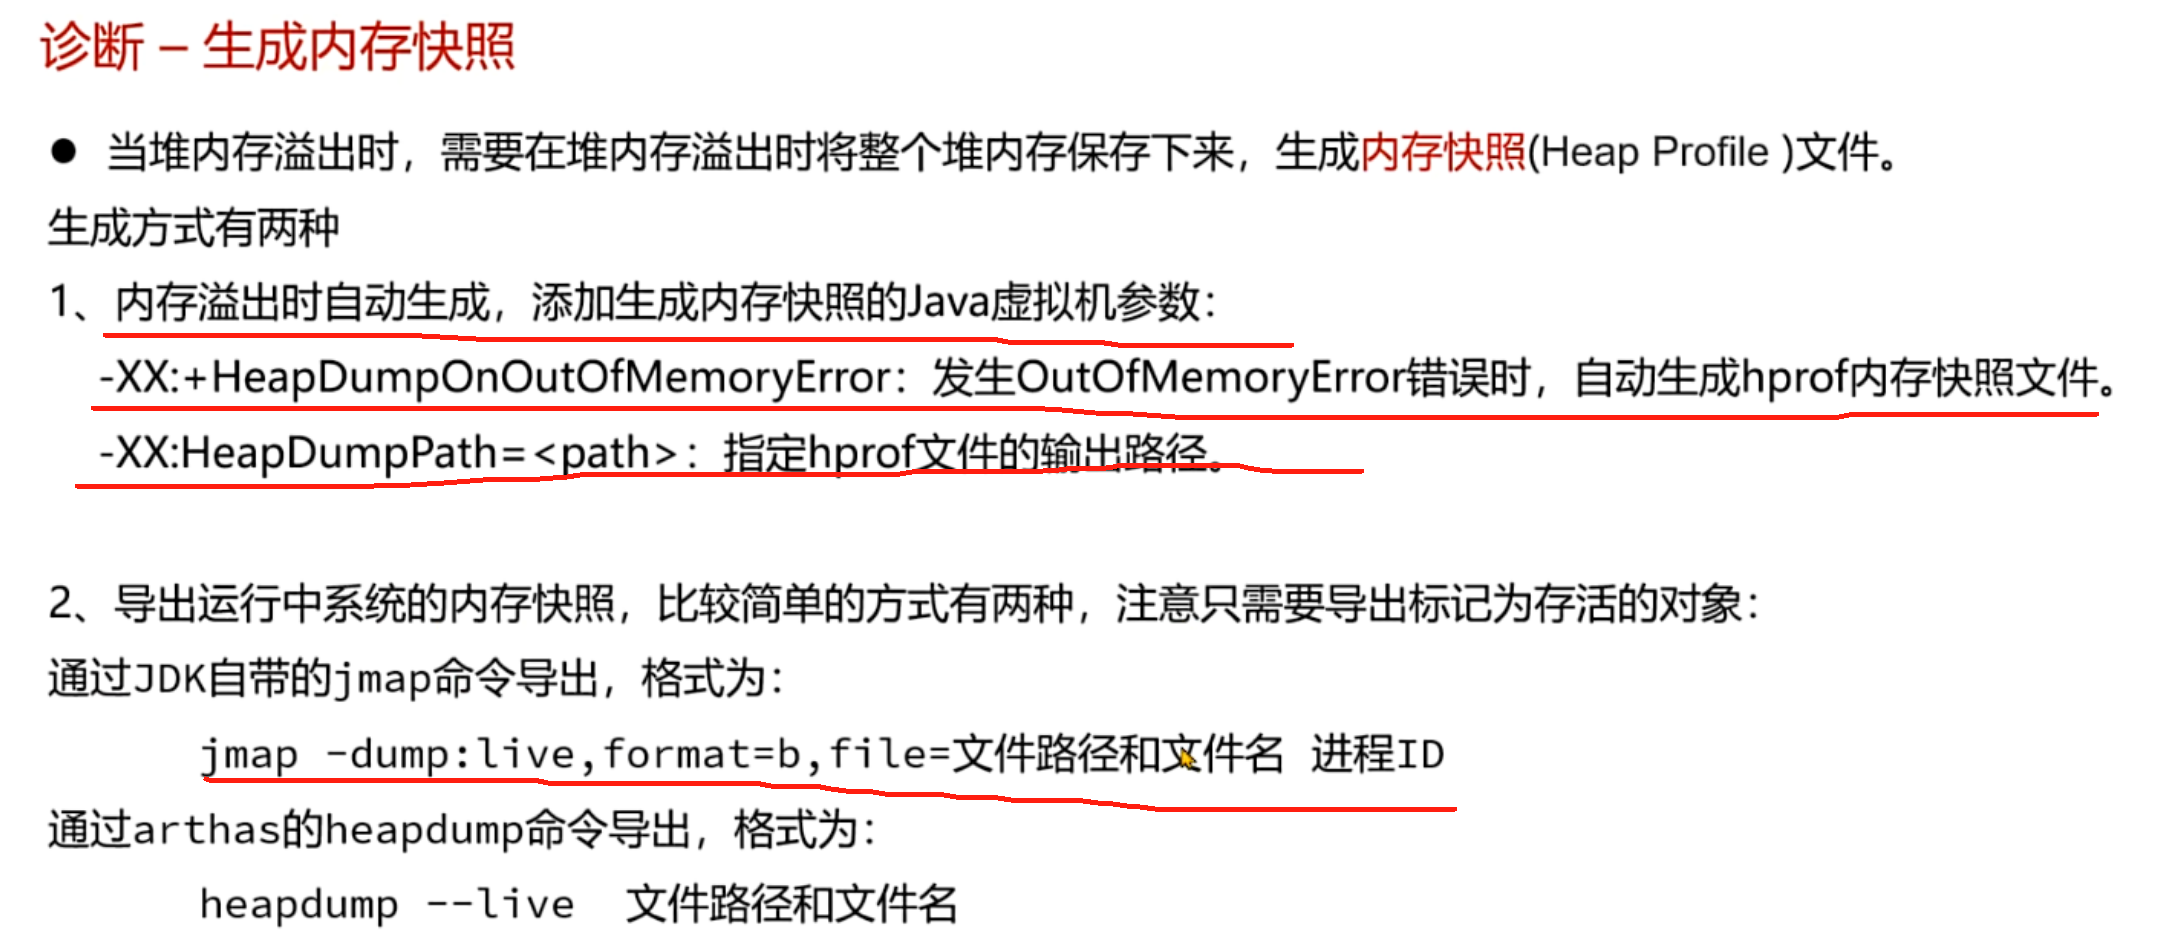 诊断 – 生成内存快照
● 当堆内存溢出时，需要在堆内存溢出时将整个堆内存保存下来，生成内存快照(Heap Profile )文件。
生成方式有两种
1、内存溢出时自动生成，添加生成内存快照的Java虚拟机参数：
-XX:+HeapDumpOnOutOfMemoryError：发生OutOfMemoryError错误时，自动生成hprof内存快照文件。
-XX:HeapDumpPath=<path>：指定hprof文件的输出路径。
2、导出运行中系统的内存快照，比较简单的方式有两种，注意只需要导出标记为存活的对象：
通过JDK自带的jmap命令导出，格式为：
jmap -dump:live,format=b,file=文件路径和文件名 进程ID
通过arthas的heapdump命令导出，格式为：
heapdump --live 文件路径和文件名